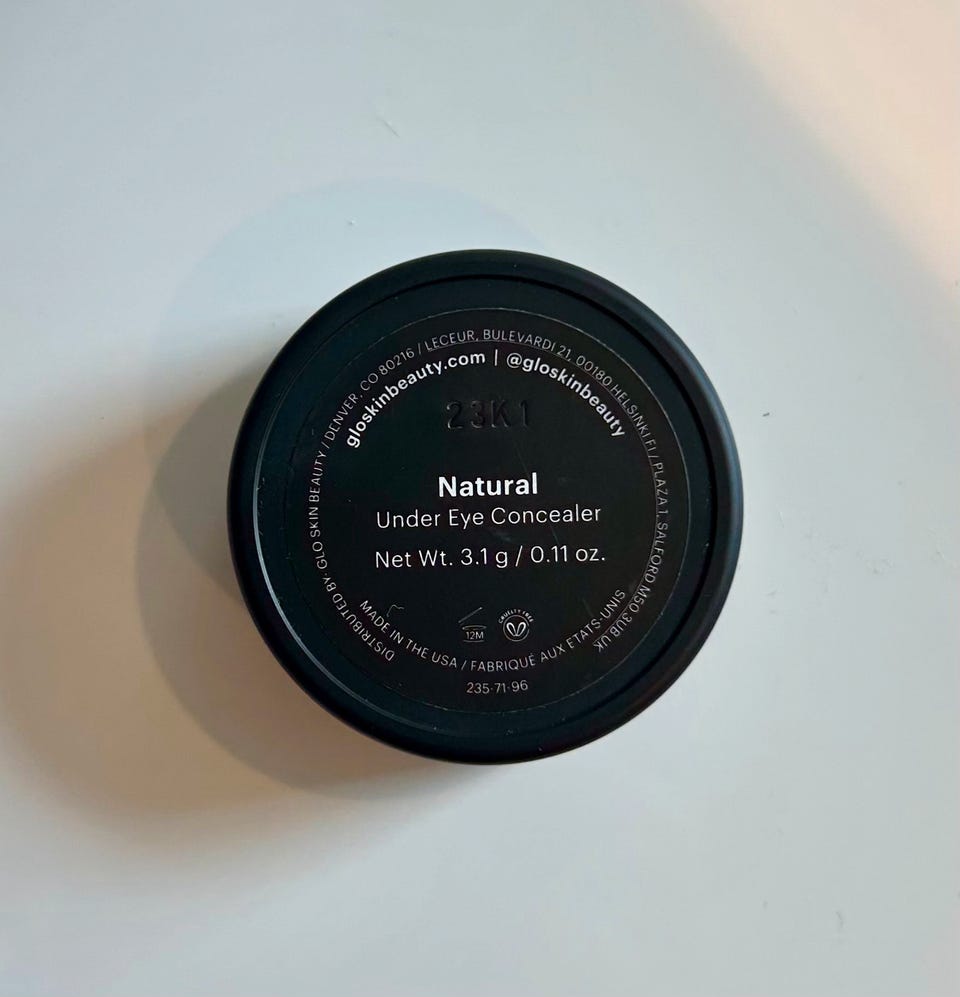 DISTRIBUTED BY: GLO SKIN BEAUTY / DENVER, CO 80216 / LECEUR, BULEVARDI 21, 00180 HELSINKI FI / PLAZA 1, SALFORD M50 3UB UK
gloskinbeauty.com | @gloskinbeauty
23K1
Natural
Under Eye Concealer
Net Wt. 3.1 g / 0.11 oz.
12M
CRUELTY FREE
MADE IN THE USA / FABRIQUÉ AUX ETATS-UNIS
235-71-96